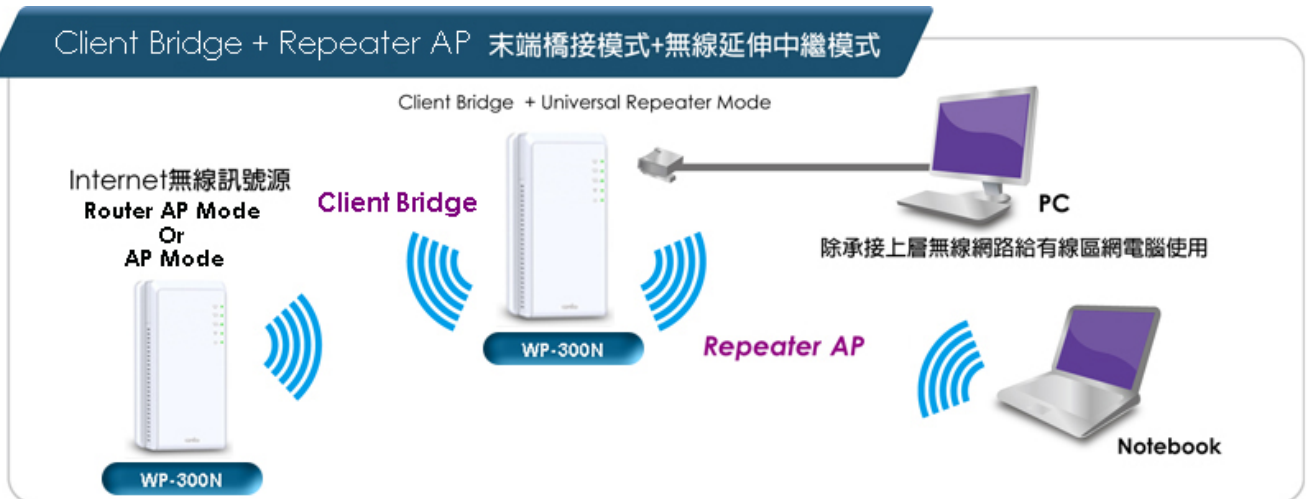 Client Bridge + Repeater AP 末端橋接模式+無線延伸中繼模式
Client Bridge + Universal Repeater Mode
Internet無線訊號源
Router AP Mode
Or
AP Mode
Client Bridge
PC
除承接上層無線網路給有線區網電腦使用
WP-300N
Repeater AP
Notebook
WP-300N